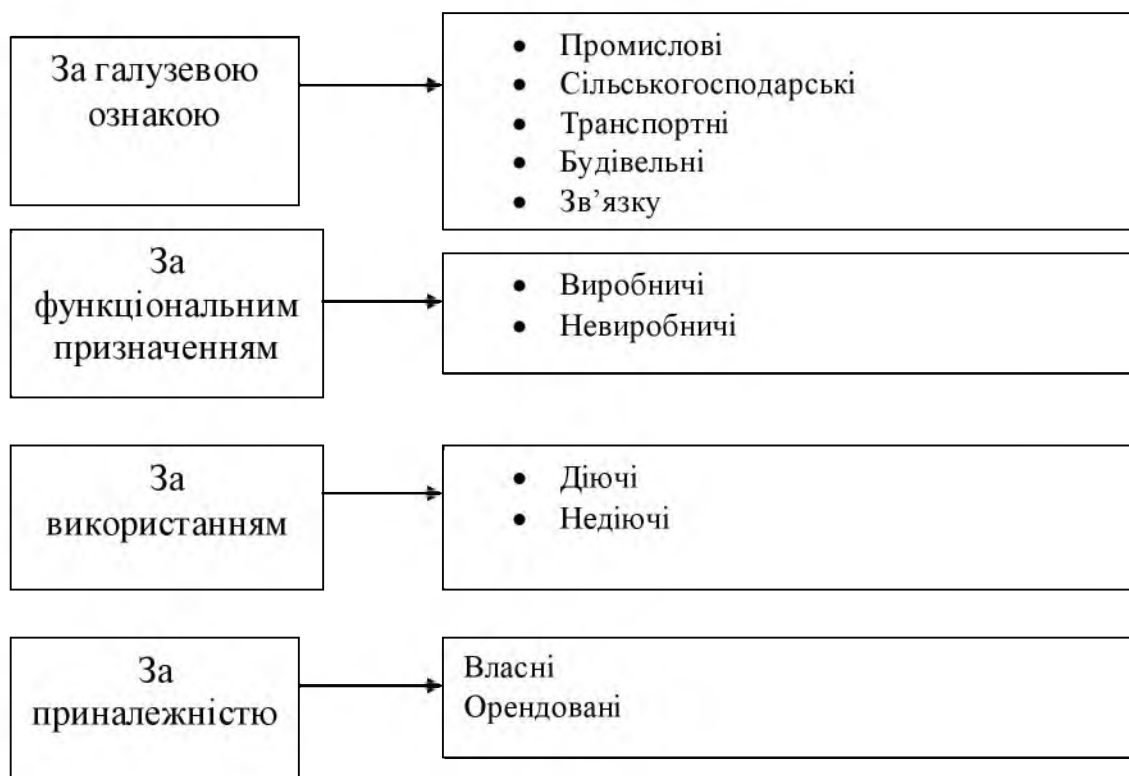 За галузевою
ознакою
• Промислові
• Сільськогосподарські
• Транспортні
• Будівельні
• Зв’язку
За
функціональним
призначенням
• Виробничі
• Невиробничі
За
використанням
• Діючі
• Недіючі
За
приналежністю
Власні
Орендовані